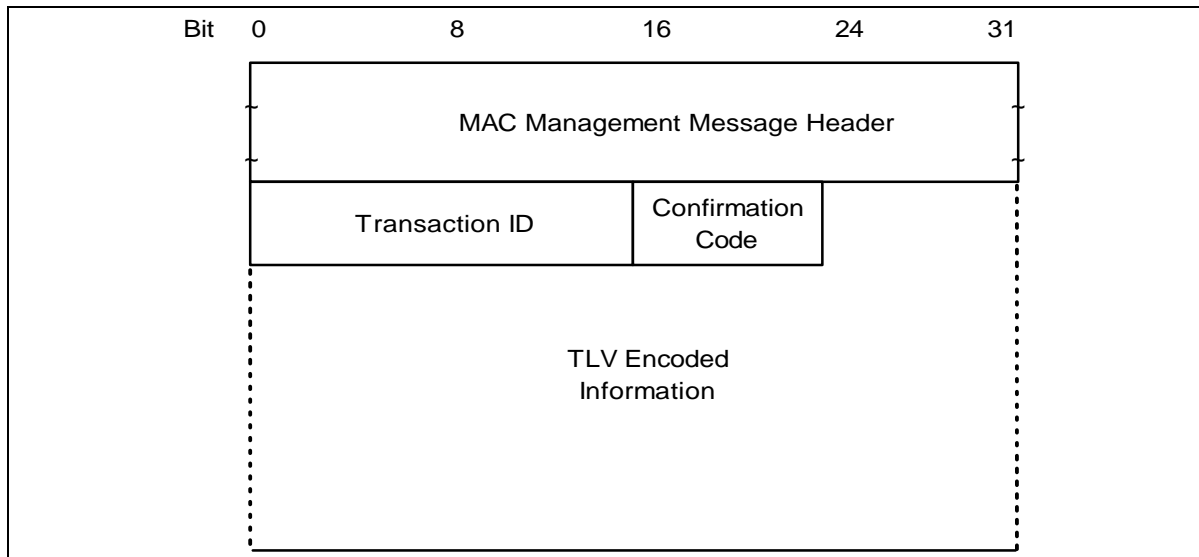 Bit 0 8 16 24 31
MAC Management Message Header
Transaction ID
Confirmation
Code
TLV Encoded
Information